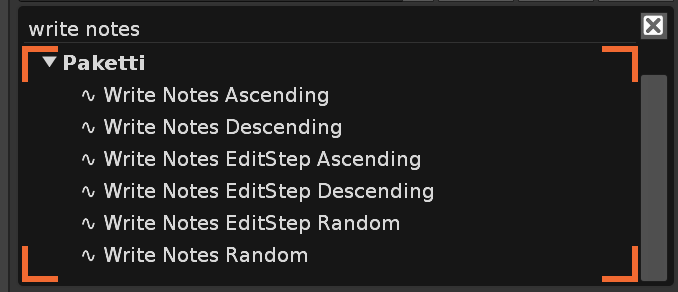 write notes
Paketti
Write Notes Ascending
Write Notes Descending
Write Notes EditStep Ascending
Write Notes EditStep Descending
Write Notes EditStep Random
Write Notes Random